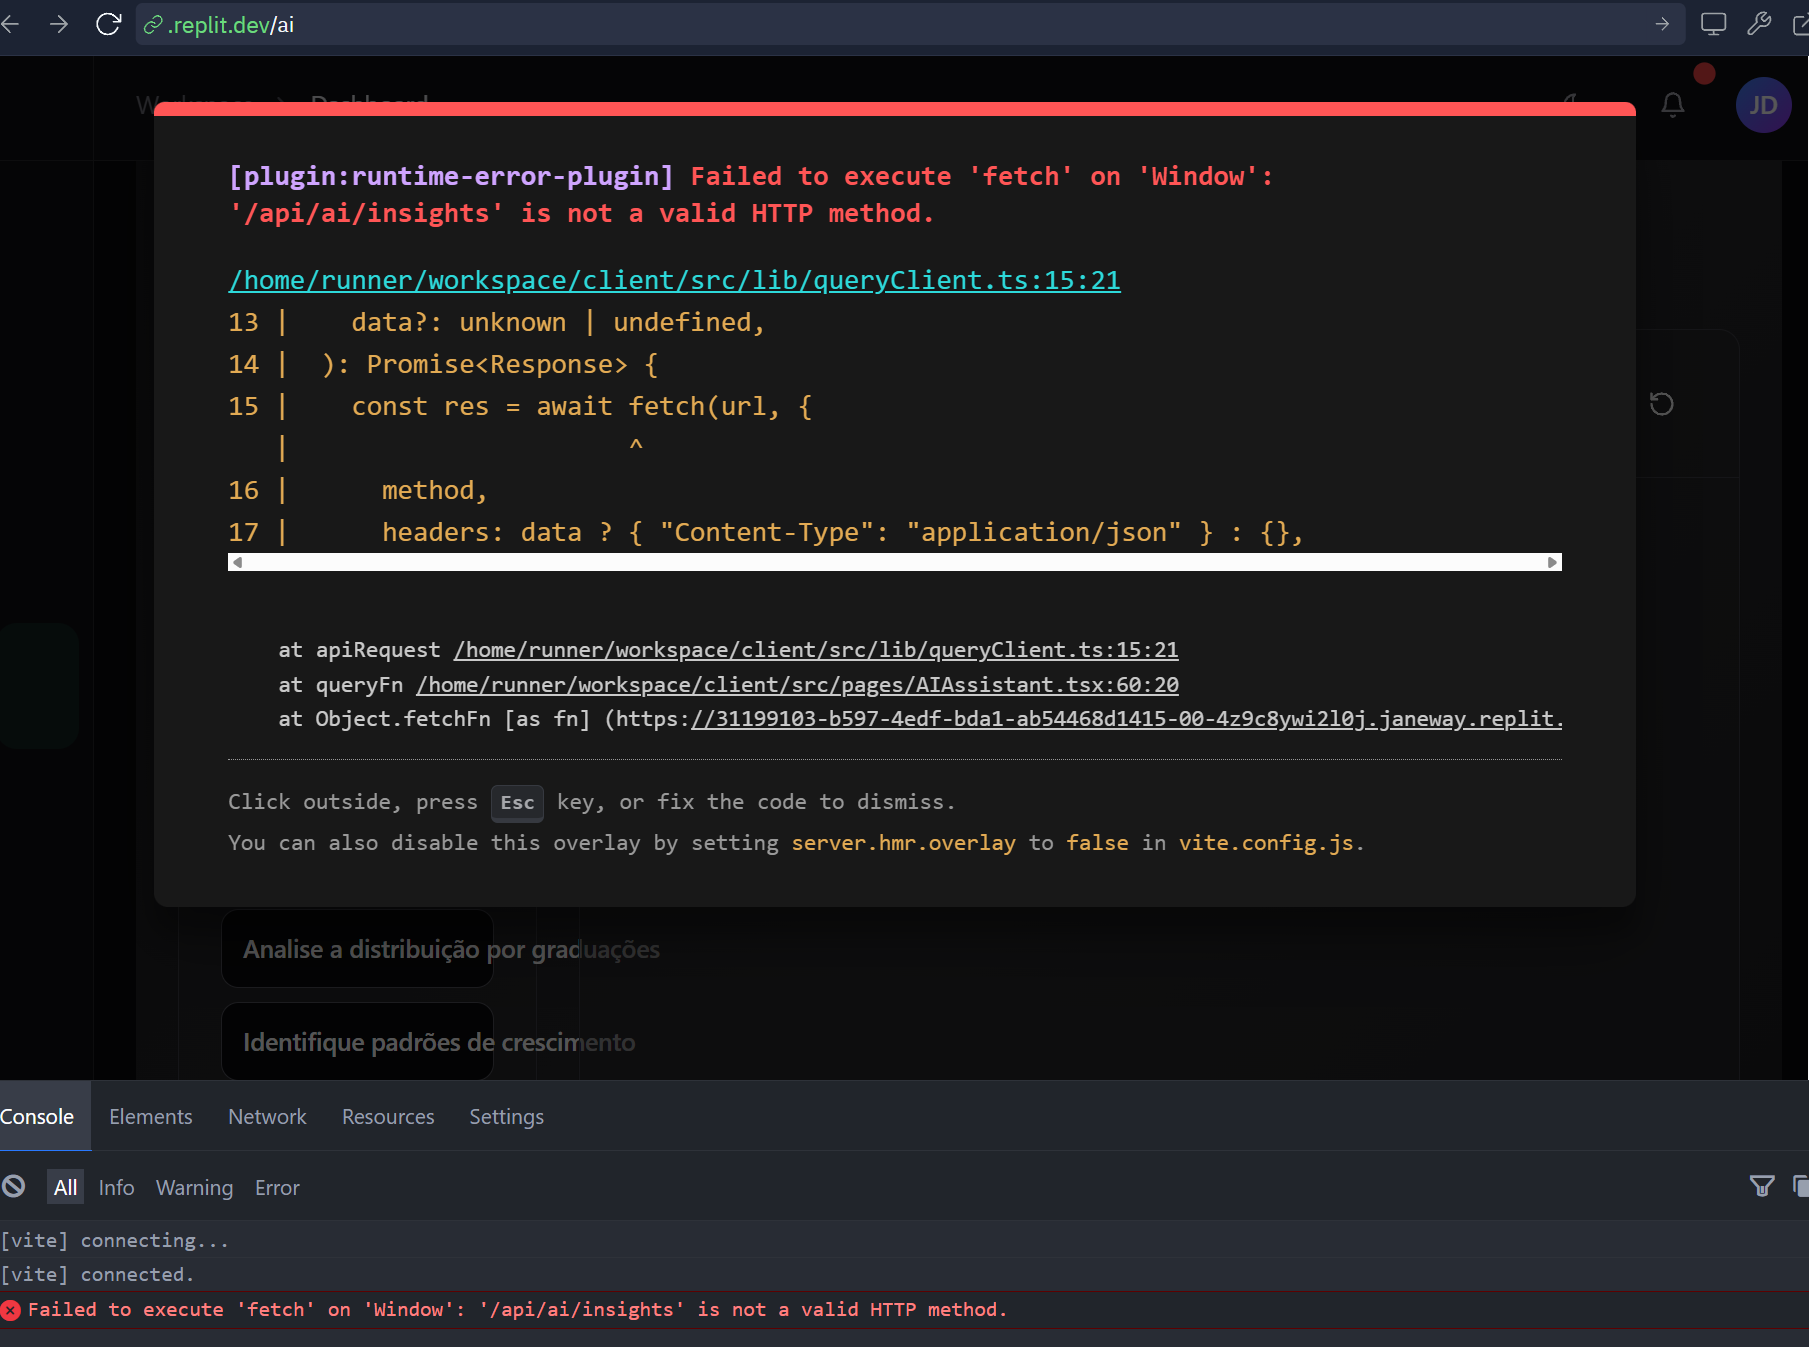 .replit.dev/ai
JD
[plugin:runtime-error-plugin] Failed to execute 'fetch' on 'Window':
'/api/ai/insights' is not a valid HTTP method.
/home/runner/workspace/client/src/lib/queryClient.ts:15:21
13 |    data?: unknown | undefined,
14 |  ): Promise<Response> {
15 |    const res = await fetch(url, {
   |                      ^
16 |      method,
17 |      headers: data ? { "Content-Type": "application/json" } : {},
at apiRequest /home/runner/workspace/client/src/lib/queryClient.ts:15:21
at queryFn /home/runner/workspace/client/src/pages/AIAssistant.tsx:60:20
at Object.fetchFn [as fn] (https://31199103-b597-4edf-bda1-ab54468d1415-00-4z9c8ywi2l0j.janeway.replit.
Click outside, press Esc key, or fix the code to dismiss.
You can also disable this overlay by setting server.hmr.overlay to false in vite.config.js.
Analise a distribuição por graduações
Identifique padrões de crescimento
Console Elements Network Resources Settings
All Info Warning Error
[vite] connecting...
[vite] connected.
Failed to execute 'fetch' on 'Window': '/api/ai/insights' is not a valid HTTP method.